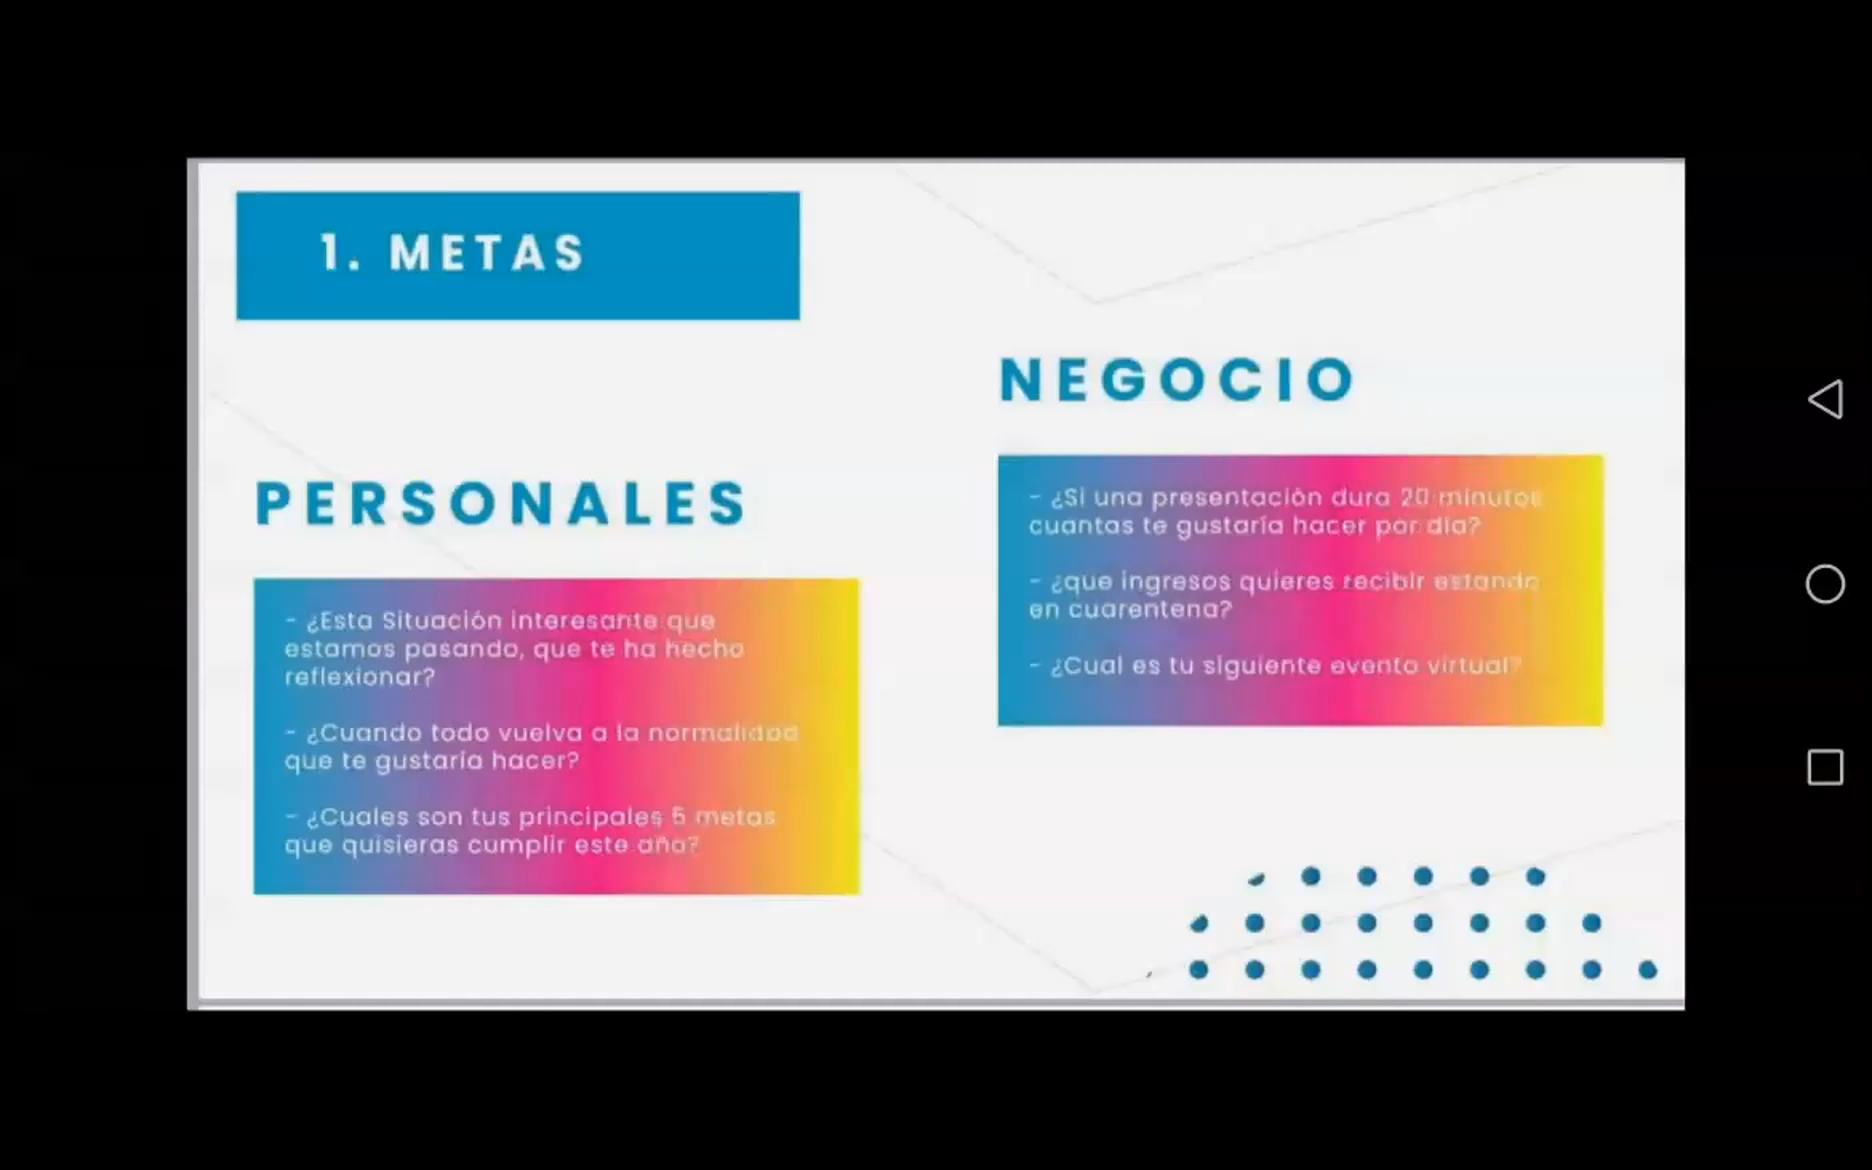 1. METAS
PERSONALES
- ¿Esta Situación interesante que
estamos pasando, que te ha hecho
reflexionar?
- ¿Cuando todo vuelva a la normalidad
que te gustaría hacer?
- ¿Cuales son tus principales 5 metas
que quisieras cumplir este año?
NEGOCIO
- ¿Si una presentación dura 20 minutos
cuantas te gustaría hacer por día?
- ¿que ingresos quieres recibir estando
en cuarentena?
- ¿Cual es tu siguiente evento virtual?